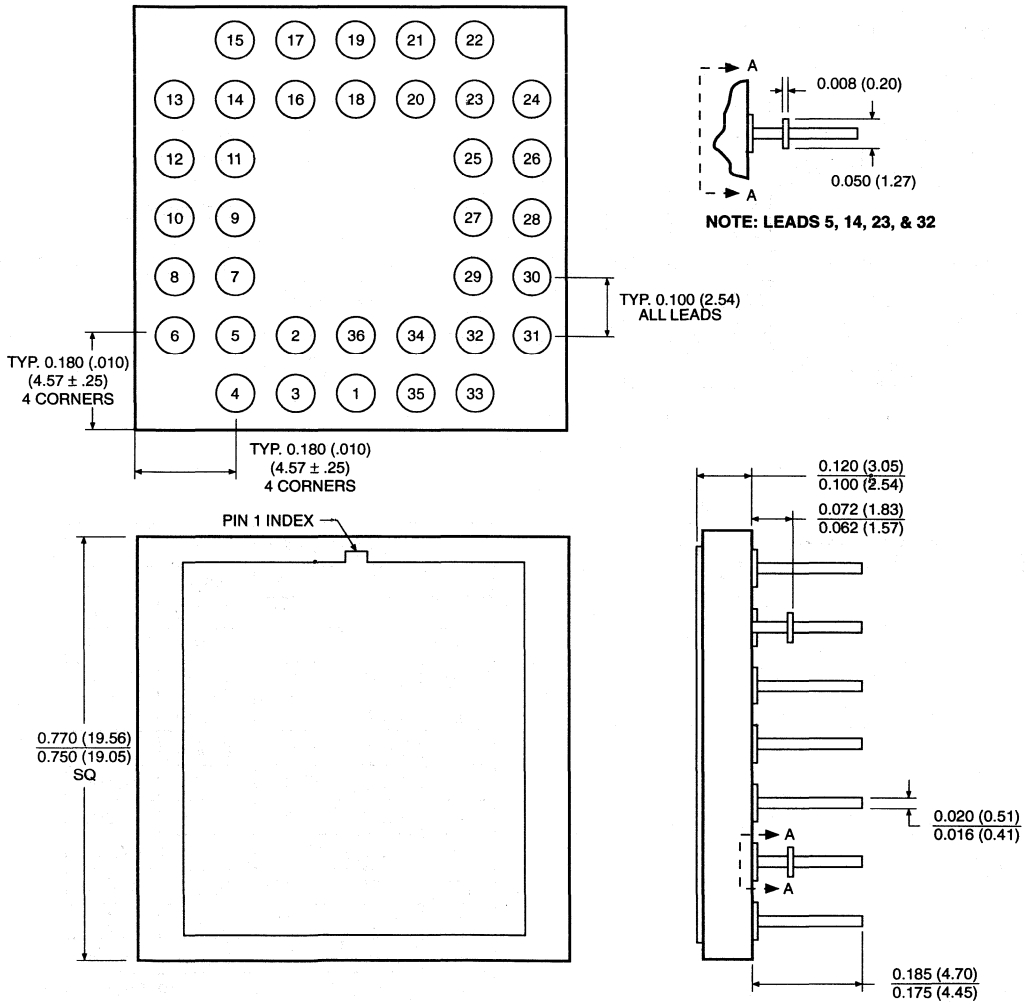 15 17 19 21 22
13 14 16 18 20 23 24
12 11 25 26
10 9 27 28
8 7 29 30
6 5 2 36 34 32 31
4 3 1 35 33
TYP. 0.180 (.010)
(4.57 ± .25)
4 CORNERS
TYP. 0.180 (.010)
(4.57 ± .25)
4 CORNERS
TYP. 0.100 (2.54)
ALL LEADS
A
0.008 (0.20)
0.050 (1.27)
A
NOTE: LEADS 5, 14, 23, & 32
PIN 1 INDEX
0.770 (19.56)
0.750 (19.05)
SQ
0.120 (3.05)
0.100 (2.54)
0.072 (1.83)
0.062 (1.57)
0.020 (0.51)
0.016 (0.41)
A
A
0.185 (4.70)
0.175 (4.45)